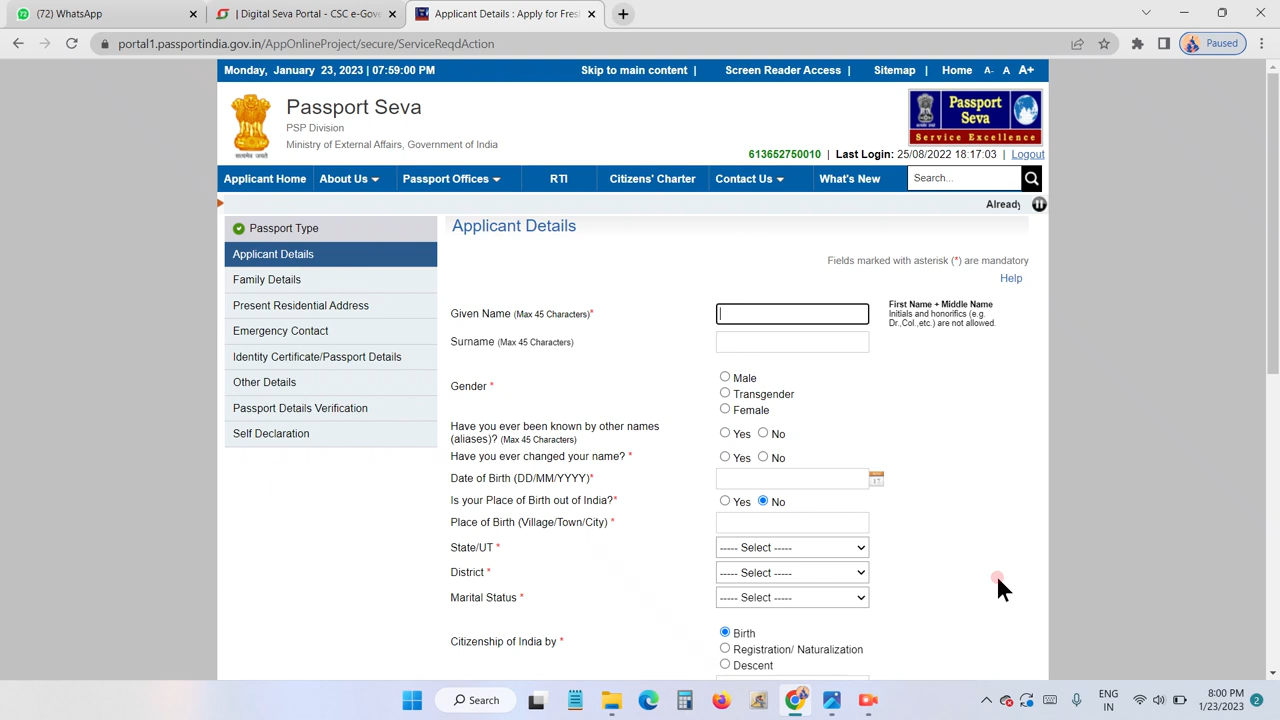 (72) WhatsApp
| Digital Seva Portal - CSC e-Gove
Applicant Details : Apply for Fres
portal1.passportindia.gov.in/AppOnlineProject/secure/ServiceReqdAction
Paused
Monday, January 23, 2023 | 07:59:00 PM
Skip to main content | Screen Reader Access | Sitemap | Home A- A A+
Passport Seva
PSP Division
Ministry of External Affairs, Government of India
Passport Seva
Service Excellence
613652750010 | Last Login: 25/08/2022 18:17:03 | Logout
Applicant Home About Us Passport Offices RTI Citizens' Charter Contact Us What's New Search...
Already
Passport Type
Applicant Details
Family Details
Present Residential Address
Emergency Contact
Identity Certificate/Passport Details
Other Details
Passport Details Verification
Self Declaration
Applicant Details
Fields marked with asterisk (*) are mandatory
Help
Given Name (Max 45 Characters)*
First Name + Middle Name
Initials and honorifics (e.g.
Dr.,Col.,etc.) are not allowed.
Surname (Max 45 Characters)
Gender *
Male
Transgender
Female
Have you ever been known by other names
(aliases)? (Max 45 Characters)
Yes No
Have you ever changed your name? *
Yes No
Date of Birth (DD/MM/YYYY)*
Is your Place of Birth out of India?*
Yes No
Place of Birth (Village/Town/City) *
State/UT *
----- Select -----
District *
----- Select -----
Marital Status *
----- Select -----
Citizenship of India by *
Birth
Registration/ Naturalization
Descent
Search
ENG
IN
8:00 PM
1/23/2023
2